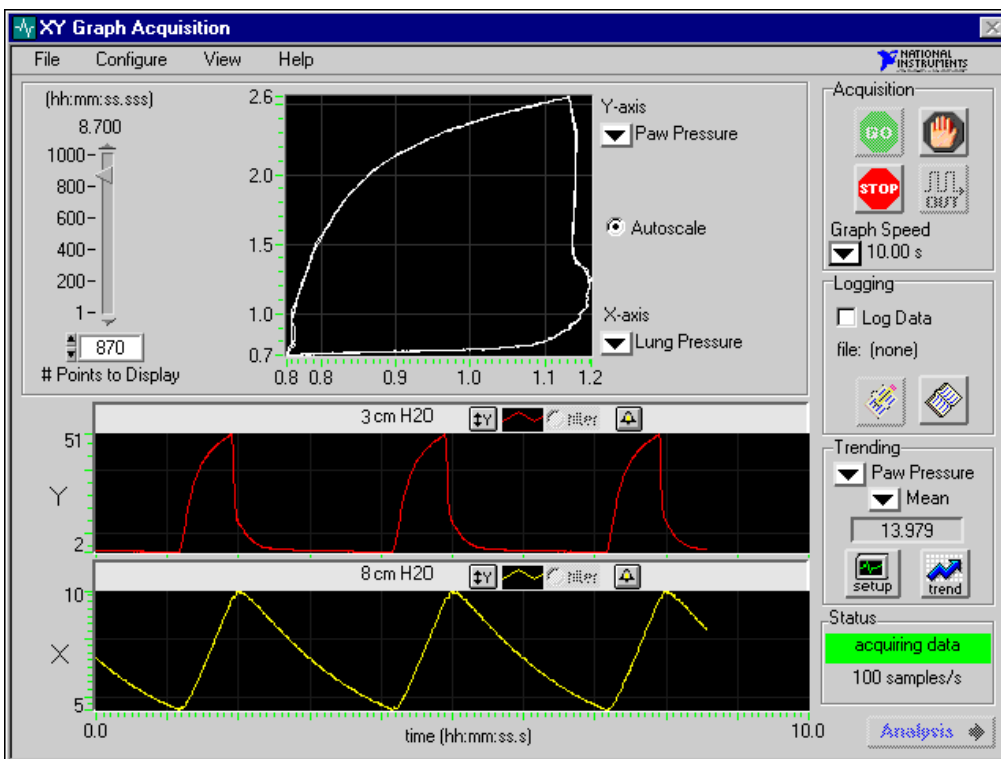 XY Graph Acquisition
File Configure View Help
NATIONAL INSTRUMENTS
(hh:mm:ss.sss)
8.700
1000
800
600
400
200
1
870
# Points to Display
2.6
2.0
1.5
1.0
0.7
0.8 0.8 0.9 1.0 1.1 1.2
Y-axis
Paw Pressure
Autoscale
X-axis
Lung Pressure
Acquisition
GO
STOP
OUT
Graph Speed
10.00 s
Logging
Log Data
file: (none)
Trending
Paw Pressure
Mean
13.979
setup
trend
Status
acquiring data
100 samples/s
Analysis
3 cm H2O
Y
filter
51
Y
2
8 cm H2O
Y
filter
10
X
5
0.0
time (hh:mm:ss.s)
10.0